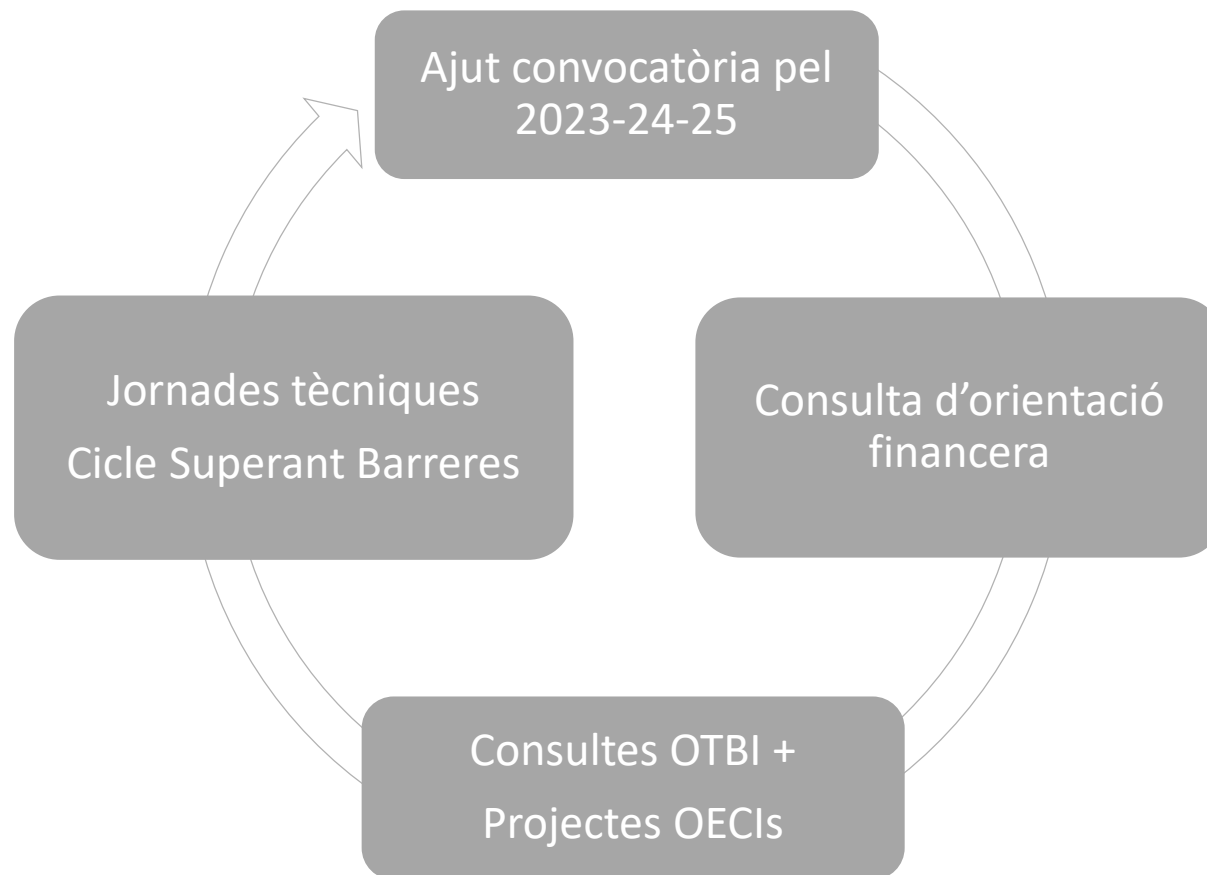 Ajut convocatòria pel
2023-24-25
Consulta d’orientació
financera
Consultes OTBI +
Projectes OECIs
Jornades tècniques
Cicle Superant Barreres